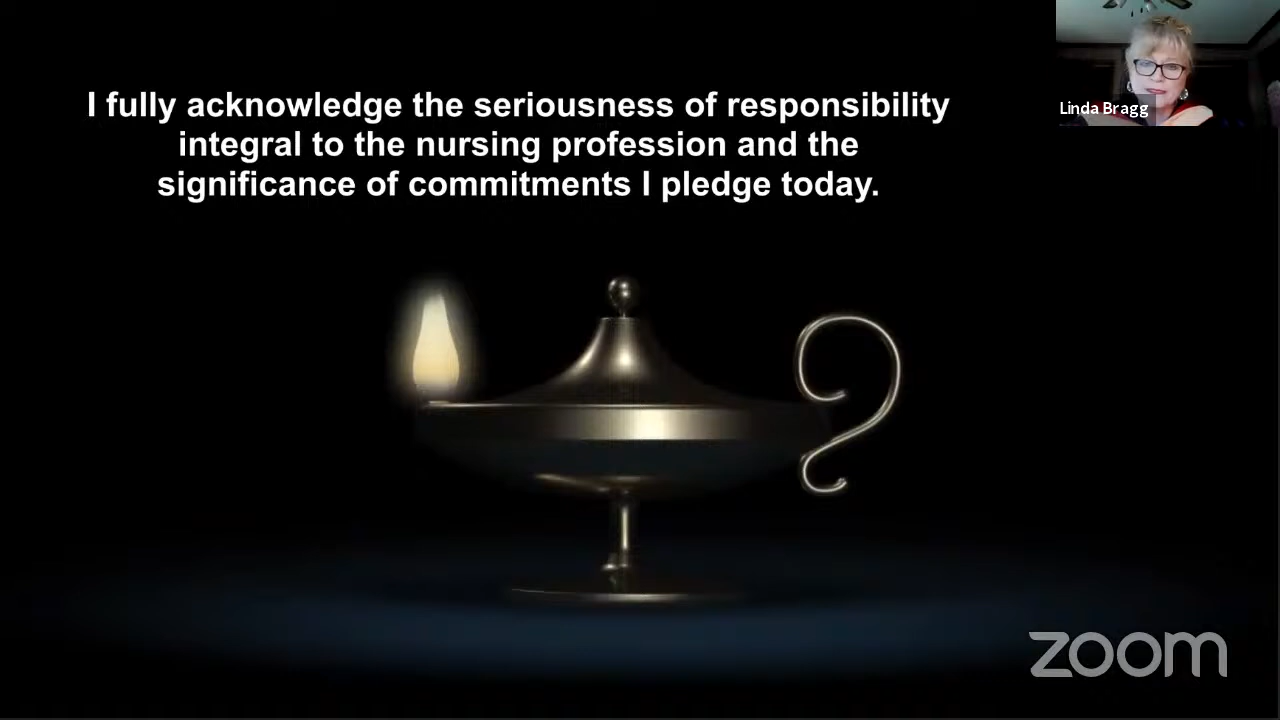 I fully acknowledge the seriousness of responsibility
integral to the nursing profession and the
significance of commitments I pledge today.
Linda Bragg
zoom